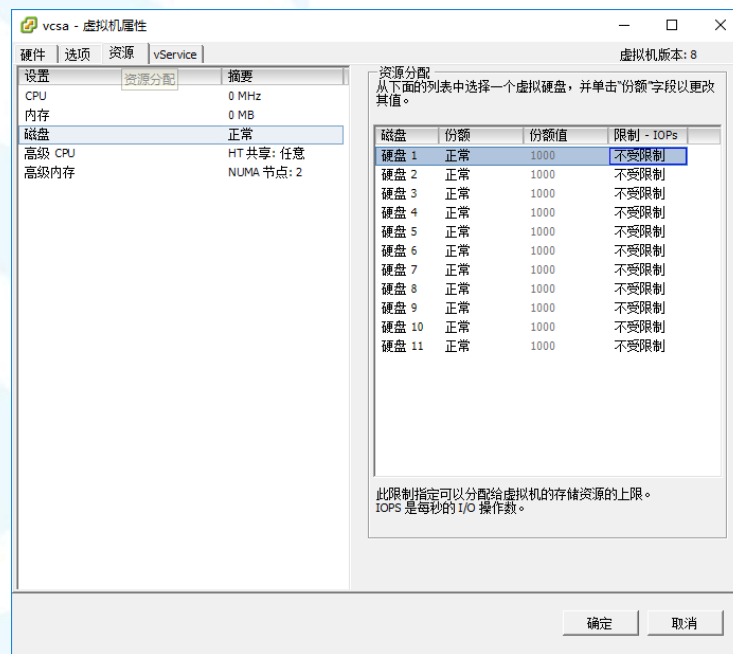 vcsa - 虚拟机属性
硬件 选项 资源 vService 虚拟机版本: 8
设置 摘要
资源分配
CPU 0 MHz
内存 0 MB
磁盘 正常
高级 CPU HT 共享: 任意
高级内存 NUMA 节点: 2
资源分配
从下面的列表中选择一个虚拟硬盘，并单击"份额"字段以更改
其值。
磁盘 份额 份额值 限制 - IOPs
硬盘 1 正常 1000 不受限制
硬盘 2 正常 1000 不受限制
硬盘 3 正常 1000 不受限制
硬盘 4 正常 1000 不受限制
硬盘 5 正常 1000 不受限制
硬盘 6 正常 1000 不受限制
硬盘 7 正常 1000 不受限制
硬盘 8 正常 1000 不受限制
硬盘 9 正常 1000 不受限制
硬盘 10 正常 1000 不受限制
硬盘 11 正常 1000 不受限制
此限制指定可以分配给虚拟机的存储资源的上限。
IOPS 是每秒的 I/O 操作数。
确定 取消